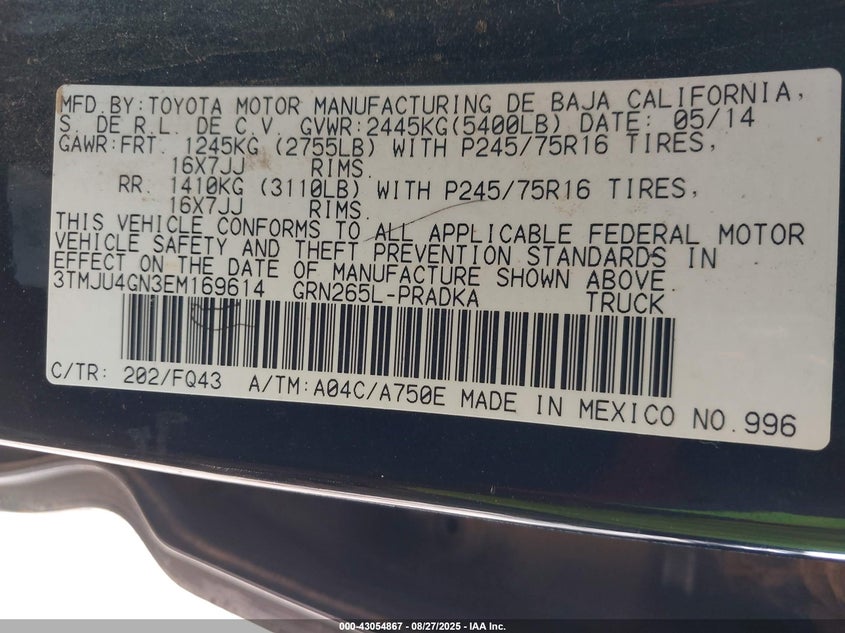 MFD BY:TOYOTA MOTOR MANUFACTURING DE BAJA CALIFORNIA,
S. DE R.L. DE C.V. GVWR:2445KG(5400LB) DATE: 05/14
GAWR:FRT. 1245KG (2755LB) WITH P245/75R16 TIRES,
16X7JJ RIMS.
RR. 1410KG (3110LB) WITH P245/75R16 TIRES,
16X7JJ RIMS.
THIS VEHICLE CONFORMS TO ALL APPLICABLE FEDERAL MOTOR
VEHICLE SAFETY AND THEFT PREVENTION STANDARDS IN
EFFECT ON THE DATE OF MANUFACTURE SHOWN ABOVE.
3TMJU4GN3EM169614 GRN265L-PRADKA TRUCK
C/TR: 202/FQ43 A/TM:A04C/A750E MADE IN MEXICO NO.996
000-43054867 - 08/27/2025 - IAA Inc.